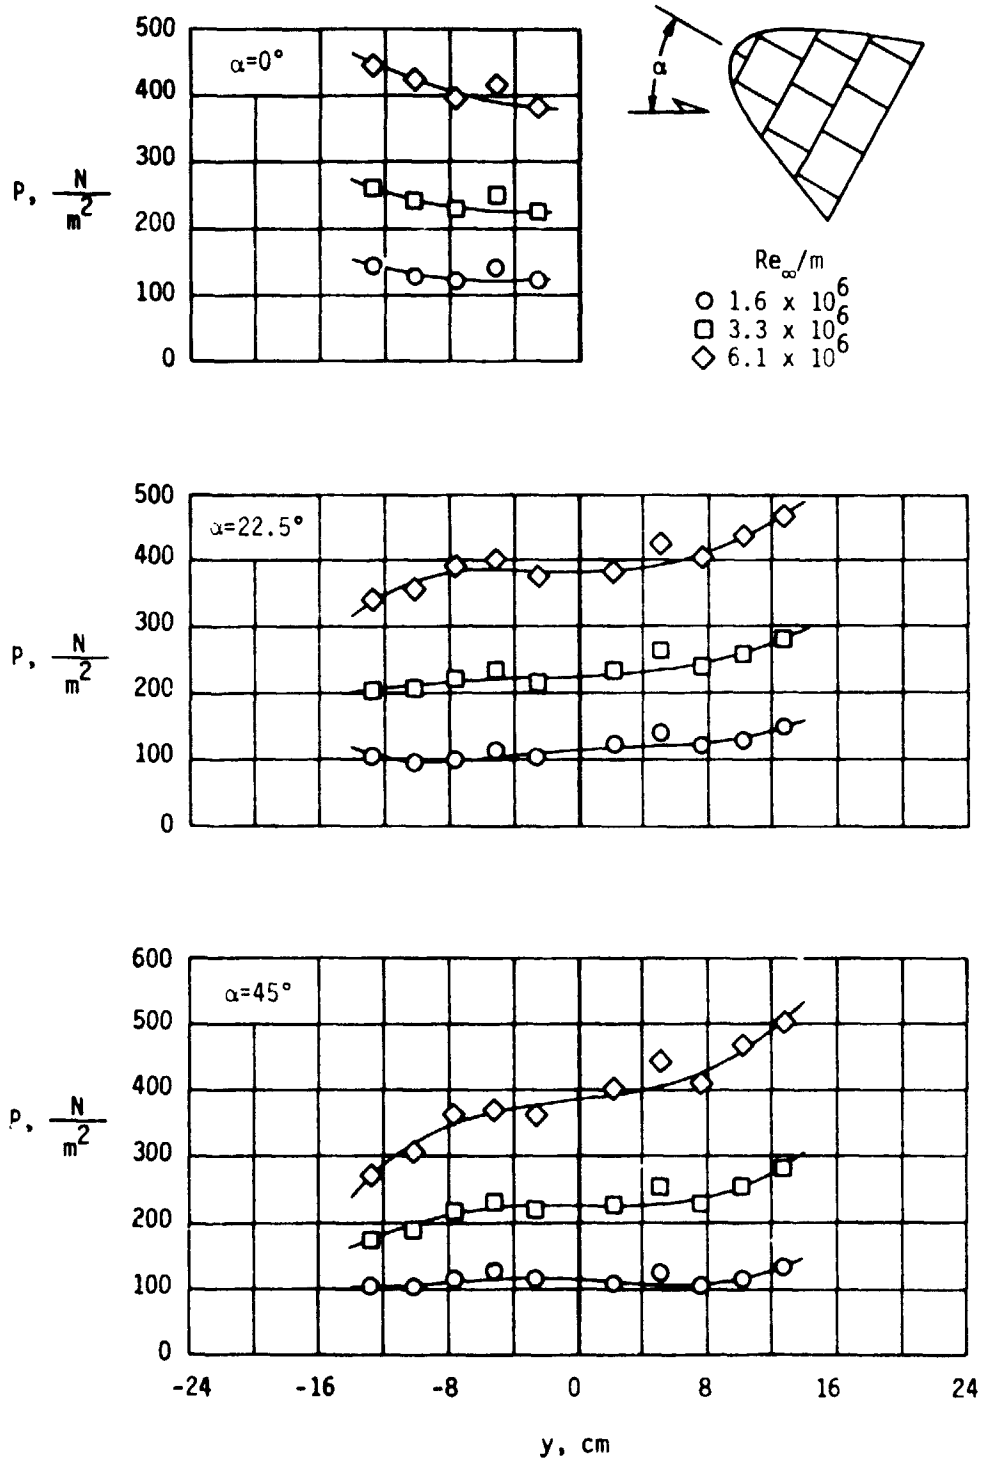 500
α=0°
400
300
P, N/m²
200
100
0
α
Re∞/m
○ 1.6 x 10⁶
□ 3.3 x 10⁶
◇ 6.1 x 10⁶
500
α=22.5°
400
300
P, N/m²
200
100
0
600
α=45°
500
400
P, N/m²
300
200
100
0
-24 -16 -8 0 8 16 24
y, cm